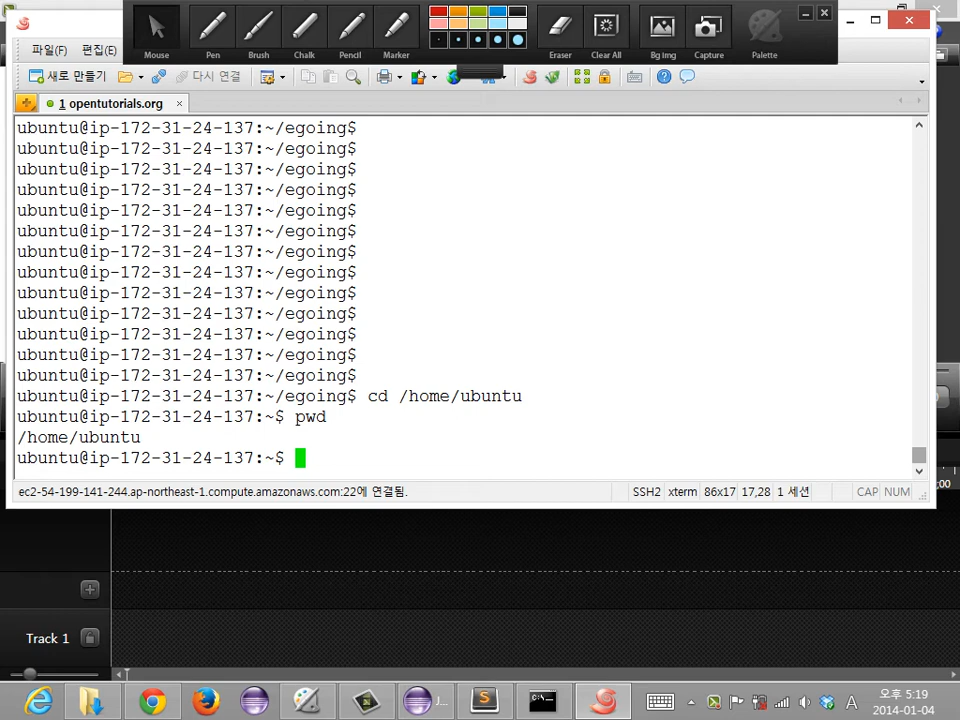 Mouse Pen Brush Chalk Pencil Marker Eraser Clear All Bg img Capture Palette
파일(F) 편집(E)
새로 만들기 다시 연결
1 opentutorials.org
ubuntu@ip-172-31-24-137:~/egoing$
ubuntu@ip-172-31-24-137:~/egoing$
ubuntu@ip-172-31-24-137:~/egoing$
ubuntu@ip-172-31-24-137:~/egoing$
ubuntu@ip-172-31-24-137:~/egoing$
ubuntu@ip-172-31-24-137:~/egoing$
ubuntu@ip-172-31-24-137:~/egoing$
ubuntu@ip-172-31-24-137:~/egoing$
ubuntu@ip-172-31-24-137:~/egoing$
ubuntu@ip-172-31-24-137:~/egoing$
ubuntu@ip-172-31-24-137:~/egoing$
ubuntu@ip-172-31-24-137:~/egoing$
ubuntu@ip-172-31-24-137:~/egoing$
ubuntu@ip-172-31-24-137:~/egoing$ cd /home/ubuntu
ubuntu@ip-172-31-24-137:~$ pwd
/home/ubuntu
ubuntu@ip-172-31-24-137:~$
ec2-54-199-141-244.ap-northeast-1.compute.amazonaws.com:22에 연결됨. SSH2 xterm 86x17 17,28 1 세션 CAP NUM
:00
Track 1
J...
A
오후 5:19
2014-01-04